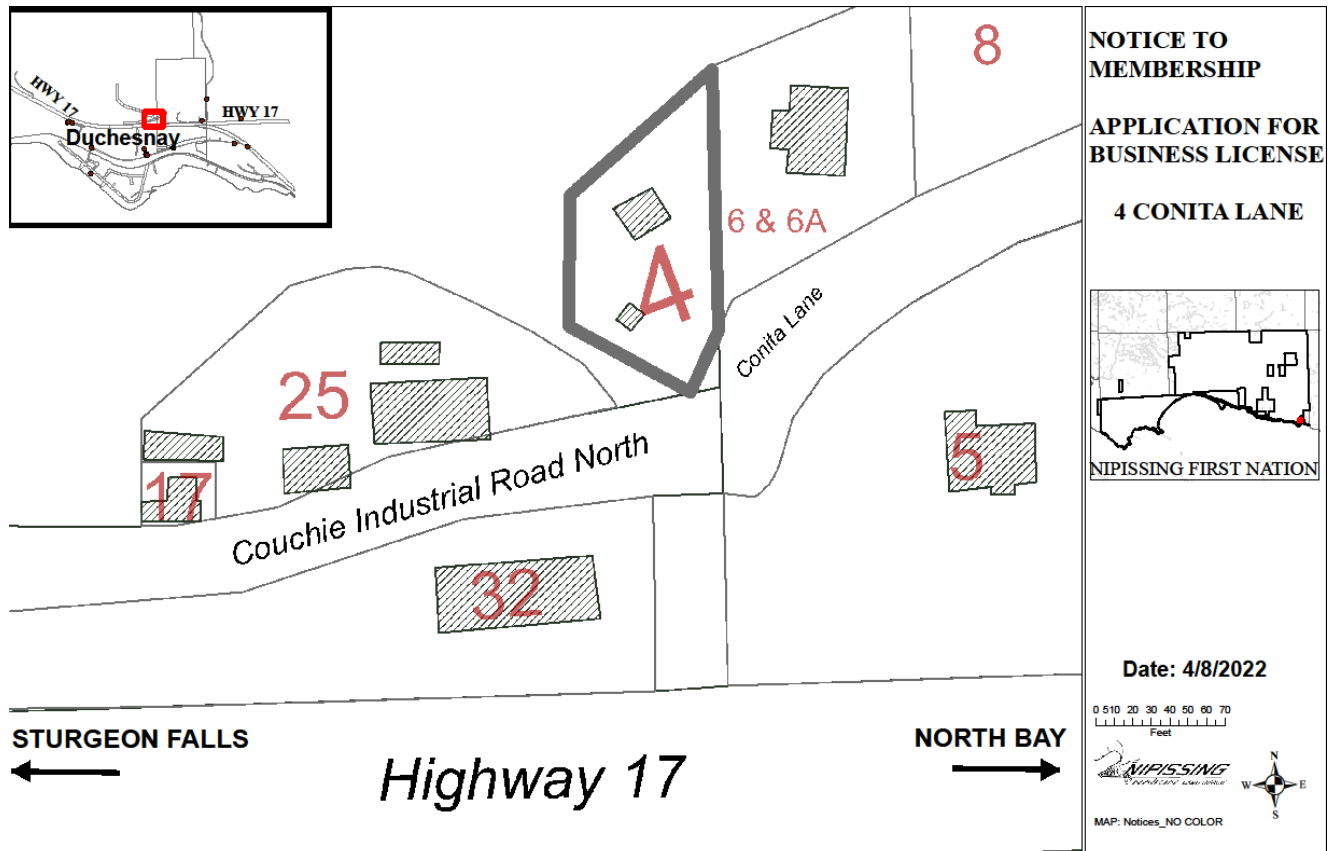 HWY 17
HWY 17
Duchesnay
8
6 & 6A
4
Conita Lane
25
17
5
Couchie Industrial Road North
32
STURGEON FALLS
NORTH BAY
Highway 17
NOTICE TO
MEMBERSHIP
APPLICATION FOR
BUSINESS LICENSE
4 CONITA LANE
NIPISSING FIRST NATION
Date: 4/8/2022
0 5 10 20 30 40 50 60 70
Feet
NIPISSING
N
W
E
S
MAP: Notices_NO COLOR